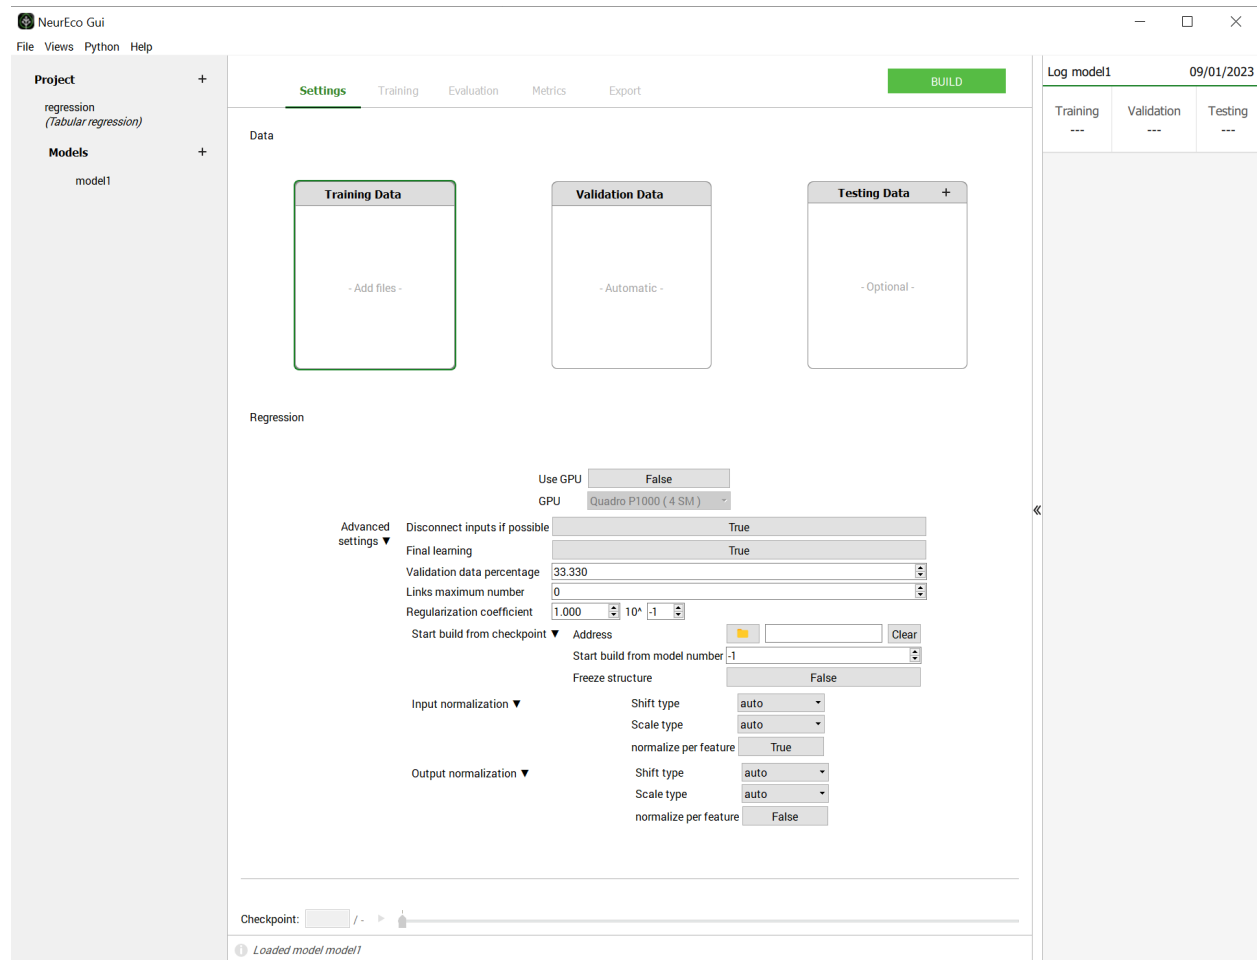 NeurEco Gui
File Views Python Help
Project +
regression
(Tabular regression)
Models +
model1
Settings Training Evaluation Metrics Export BUILD
Data
Training Data Validation Data Testing Data +
- Add files - - Automatic - - Optional -
Regression
Use GPU False
GPU Quadro P1000 ( 4 SM )
Advanced settings ▼
Disconnect inputs if possible True
Final learning True
Validation data percentage 33.330
Links maximum number 0
Regularization coefficient 1.000 10^ -1
Start build from checkpoint ▼ Address Clear
Start build from model number -1
Freeze structure False
Input normalization ▼ Shift type auto
Scale type auto
normalize per feature True
Output normalization ▼ Shift type auto
Scale type auto
normalize per feature False
Checkpoint: / -
Loaded model model1
«
Log model1 09/01/2023
Training Validation Testing
--- --- ---